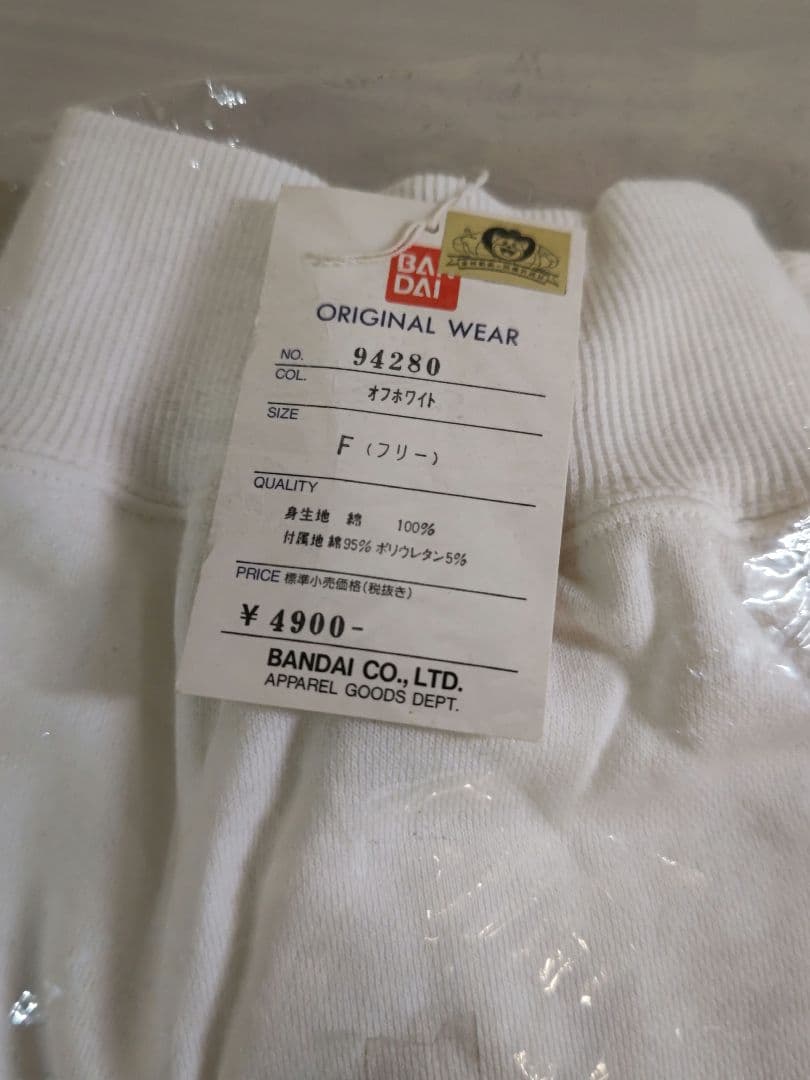 BAN
DAI
ORIGINAL WEAR
NO. 94280
COL. オフホワイト
SIZE
F (フリー)
QUALITY
身生地 綿 100%
付属地 綿95% ポリウレタン5%
PRICE 標準小売価格(税抜き)
¥ 4900-
BANDAI CO., LTD.
APPAREL GOODS DEPT.